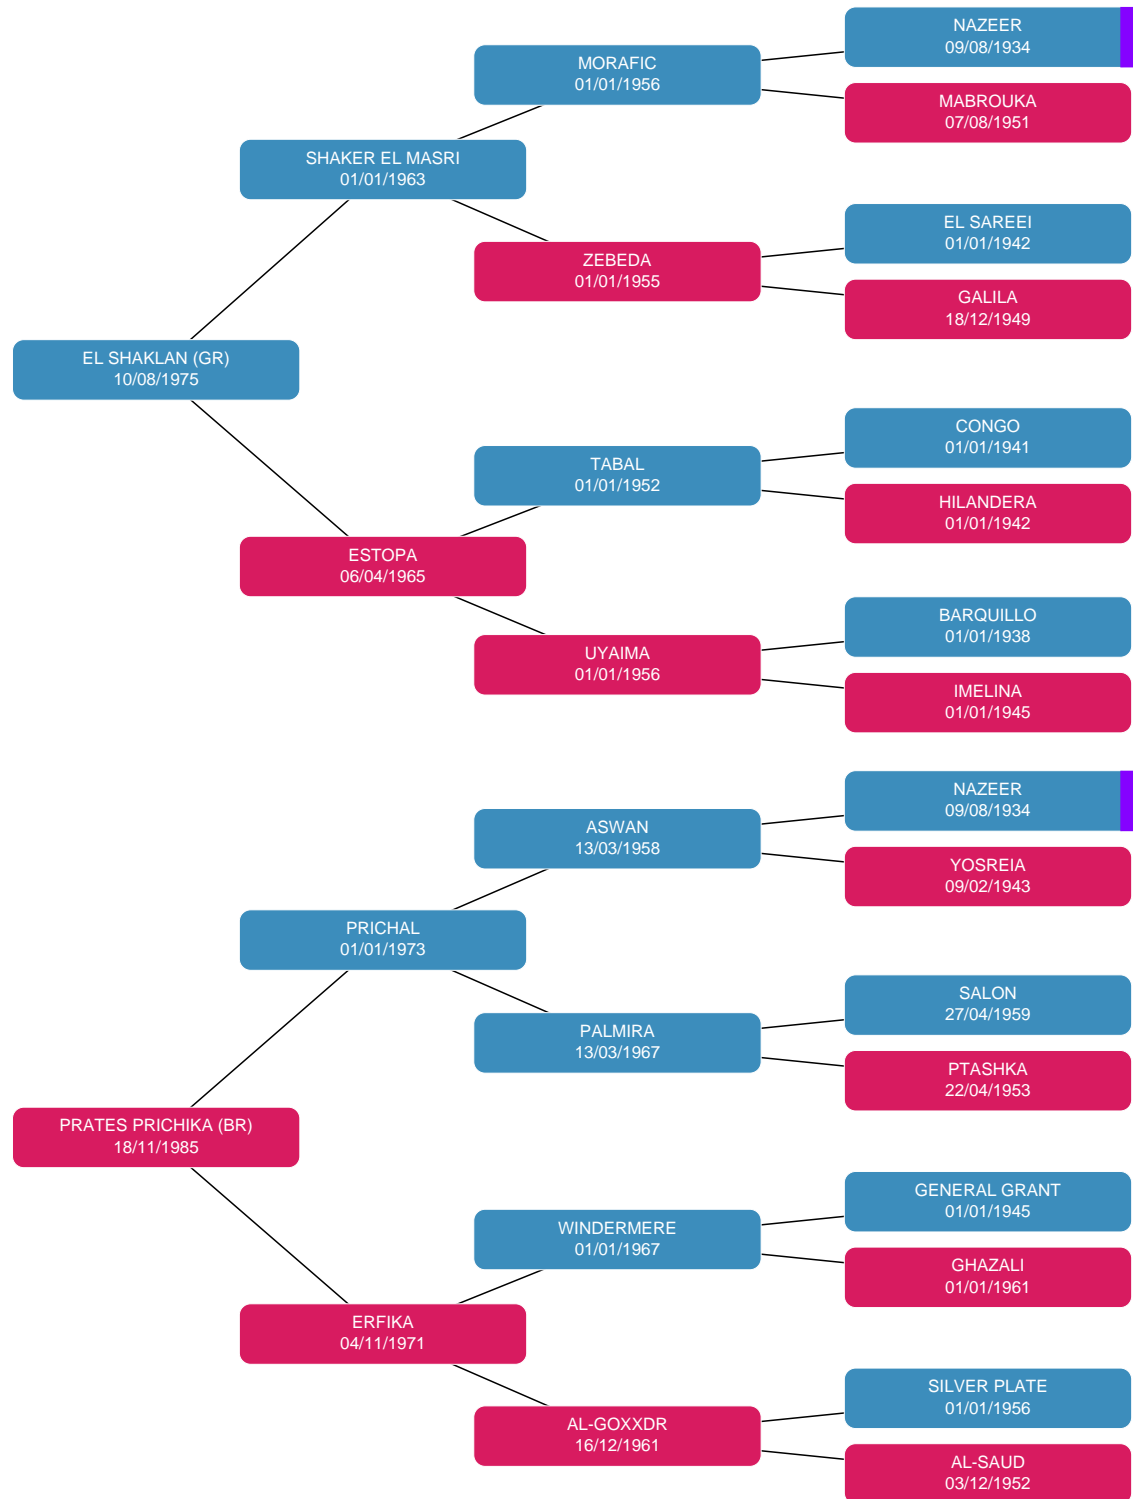 NAZEER
09/08/1934
MORAFIC
01/01/1956
MABROUKA
07/08/1951
SHAKER EL MASRI
01/01/1963
EL SAREEI
01/01/1942
ZEBEDA
01/01/1955
GALILA
18/12/1949
EL SHAKLAN (GR)
10/08/1975
CONGO
01/01/1941
TABAL
01/01/1952
HILANDERA
01/01/1942
ESTOPA
06/04/1965
BARQUILLO
01/01/1938
UYAIMA
01/01/1956
IMELINA
01/01/1945
NAZEER
09/08/1934
ASWAN
13/03/1958
YOSREIA
09/02/1943
PRICHAL
01/01/1973
SALON
27/04/1959
PALMIRA
13/03/1967
PTASHKA
22/04/1953
PRATES PRICHIKA (BR)
18/11/1985
GENERAL GRANT
01/01/1945
WINDERMERE
01/01/1967
GHAZALI
01/01/1961
ERFIKA
04/11/1971
SILVER PLATE
01/01/1956
AL-GOXXDR
16/12/1961
AL-SAUD
03/12/1952